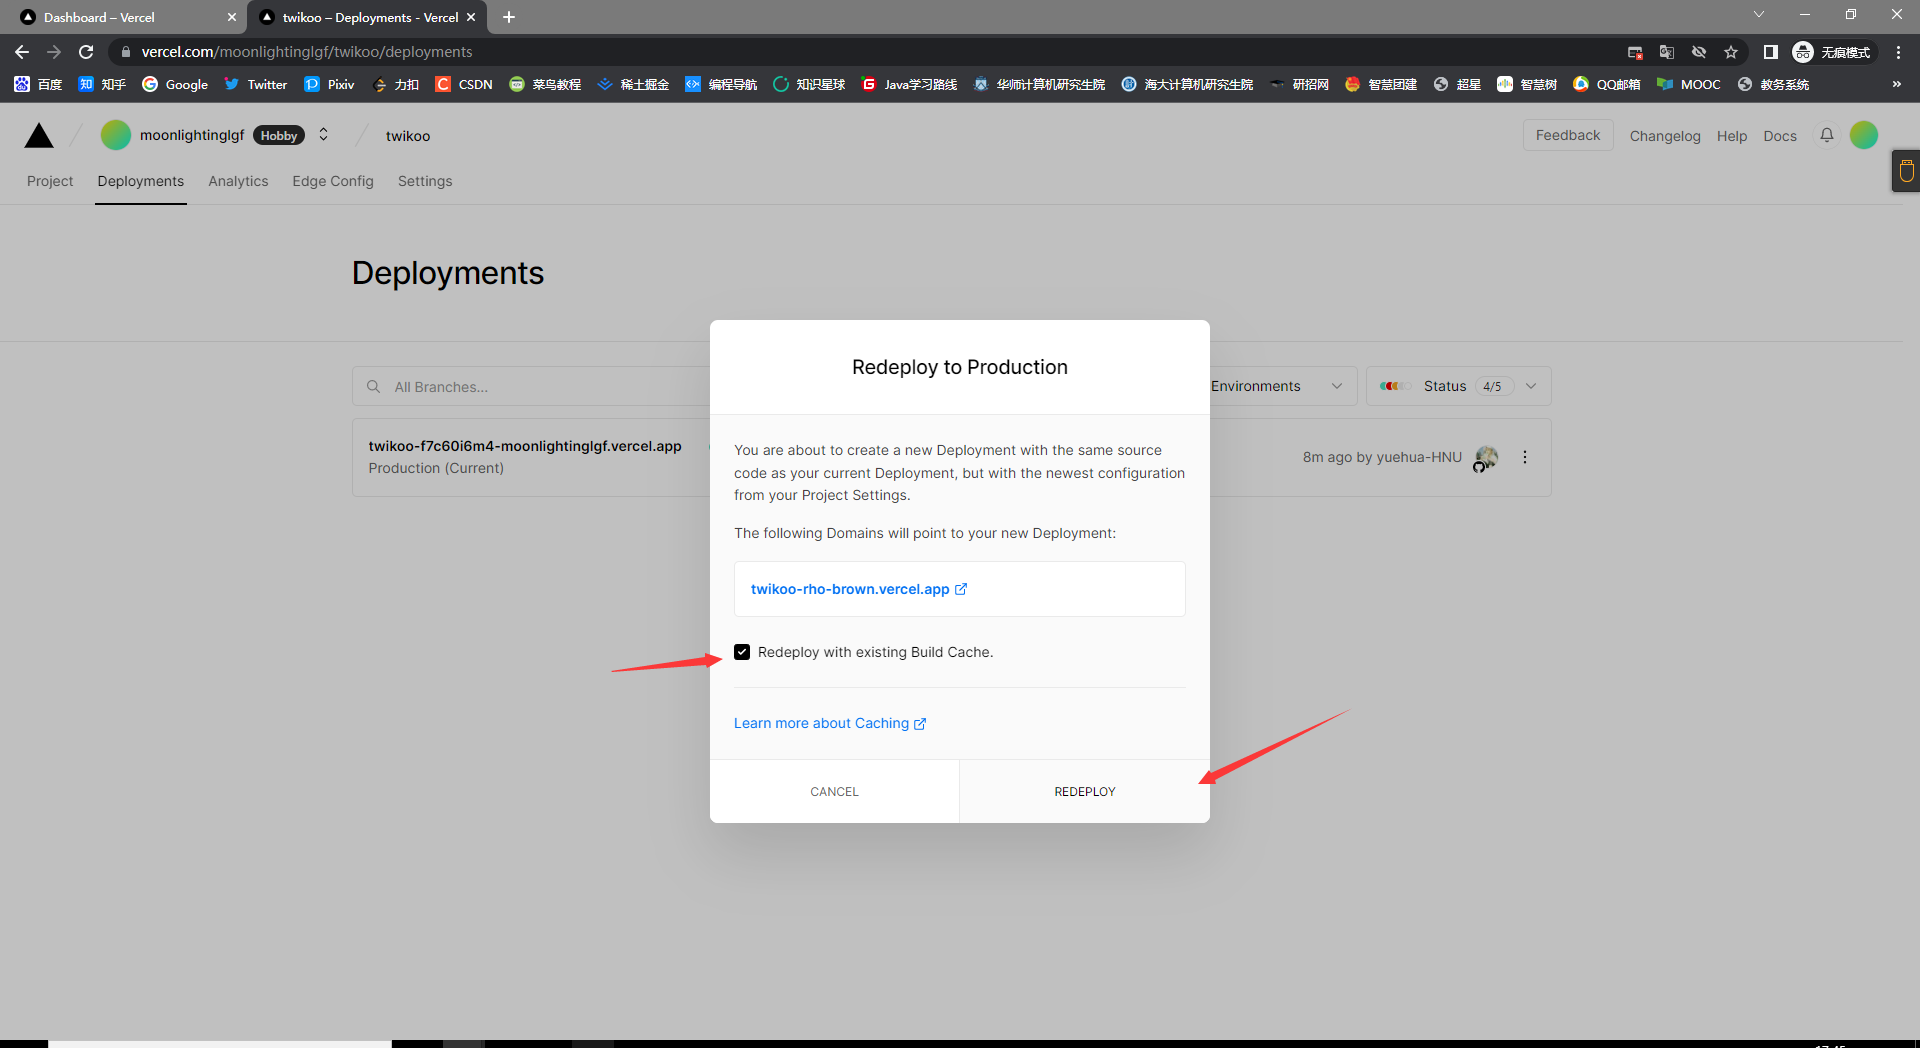 Dashboard – Vercel
twikoo – Deployments - Vercel
vercel.com/moonlightinglgf/twikoo/deployments
无痕模式
百度
知乎
Google
Twitter
Pixiv
力扣
CSDN
菜鸟教程
稀土掘金
编程导航
知识星球
Java学习路线
华师计算机研究生院
海大计算机研究生院
研招网
智慧团建
超星
智慧树
QQ邮箱
MOOC
教务系统
»
moonlightinglgf Hobby
twikoo
Feedback
Changelog
Help
Docs
Project
Deployments
Analytics
Edge Config
Settings
Deployments
All Branches...
Environments
Status 4/5
twikoo-f7c60i6m4-moonlightinglgf.vercel.app
Production (Current)
8m ago by yuehua-HNU
Redeploy to Production
You are about to create a new Deployment with the same source
code as your current Deployment, but with the newest configuration
from your Project Settings.
The following Domains will point to your new Deployment:
twikoo-rho-brown.vercel.app
Redeploy with existing Build Cache.
Learn more about Caching
CANCEL
REDEPLOY